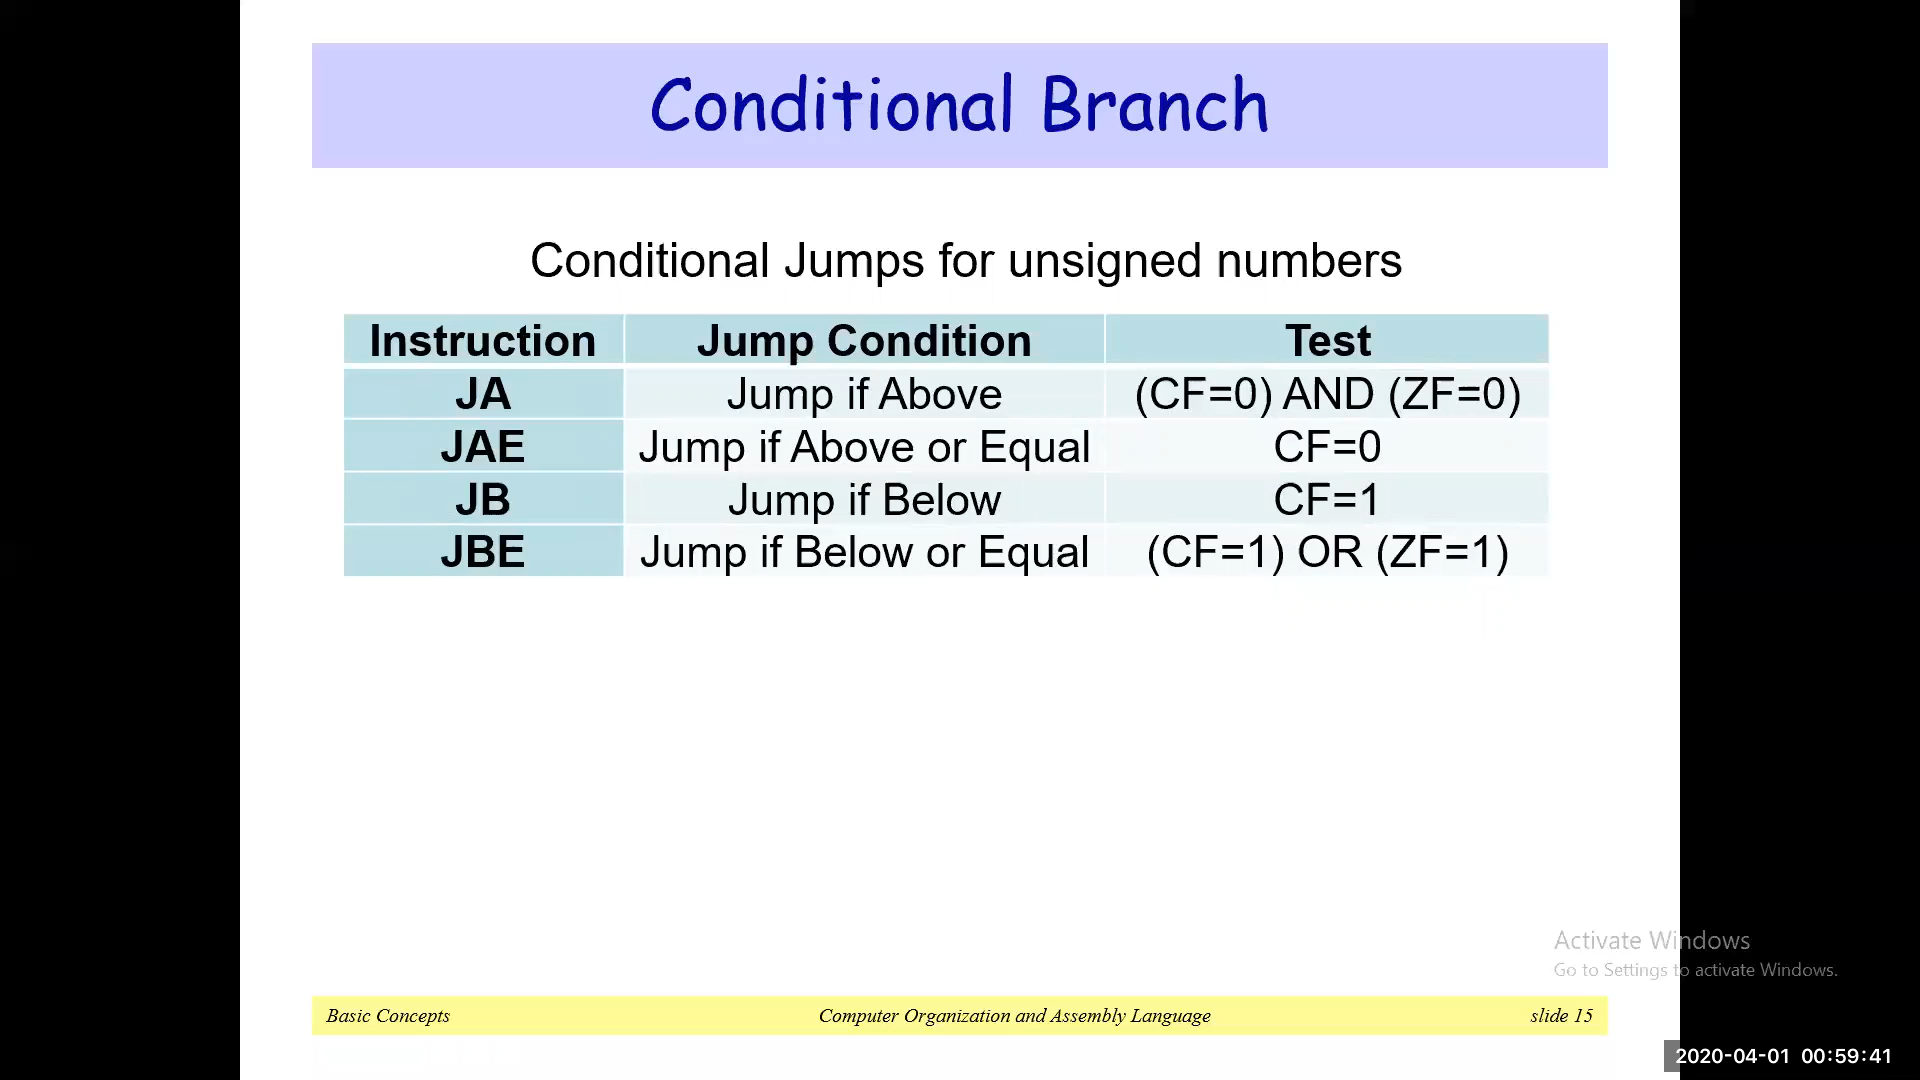 Conditional Branch
Conditional Jumps for unsigned numbers
Instruction Jump Condition Test
JA Jump if Above (CF=0) AND (ZF=0)
JAE Jump if Above or Equal CF=0
JB Jump if Below CF=1
JBE Jump if Below or Equal (CF=1) OR (ZF=1)
Activate Windows
Go to Settings to activate Windows.
Basic Concepts Computer Organization and Assembly Language slide 15
2020-04-01 00:59:41